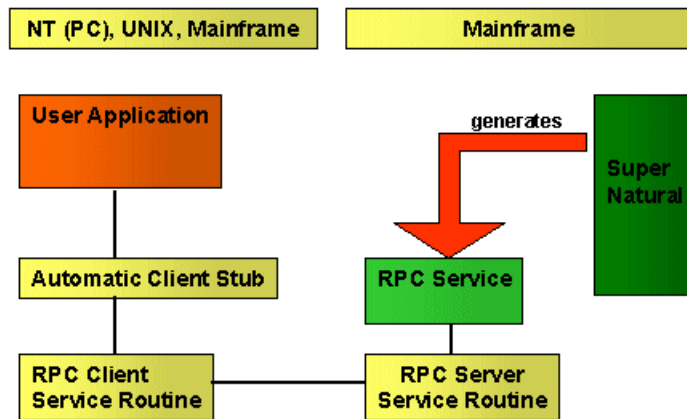 NT (PC), UNIX, Mainframe
Mainframe
User Application
generates
Super
Natural
Automatic Client Stub
RPC Service
RPC Client
Service Routine
RPC Server
Service Routine